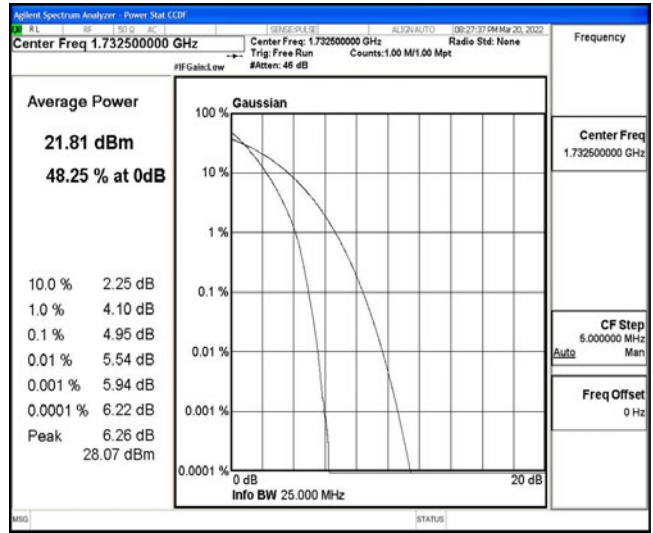 Agilent Spectrum Analyzer - Power Stat CCDF
RL RF 50 Ω AC SENSE:PULSE ALIGN AUTO 08:27:37 PM Mar 20, 2022
Center Freq 1.732500000 GHz
Center Freq: 1.732500000 GHz
Radio Std: None
Trig: Free Run
Counts:1.00 M/1.00 Mpt
#IFGain:Low
#Atten: 46 dB
Frequency
Average Power
21.81 dBm
48.25 % at 0dB
10.0 % 2.25 dB
1.0 % 4.10 dB
0.1 % 4.95 dB
0.01 % 5.54 dB
0.001 % 5.94 dB
0.0001 % 6.22 dB
Peak 6.26 dB
28.07 dBm
Gaussian
100 %
10 %
1 %
0.1 %
0.01 %
0.001 %
0.0001 %
0 dB
20 dB
Info BW 25.000 MHz
Center Freq
1.732500000 GHz
CF Step
5.000000 MHz
Auto Man
Freq Offset
0 Hz
MSG
STATUS